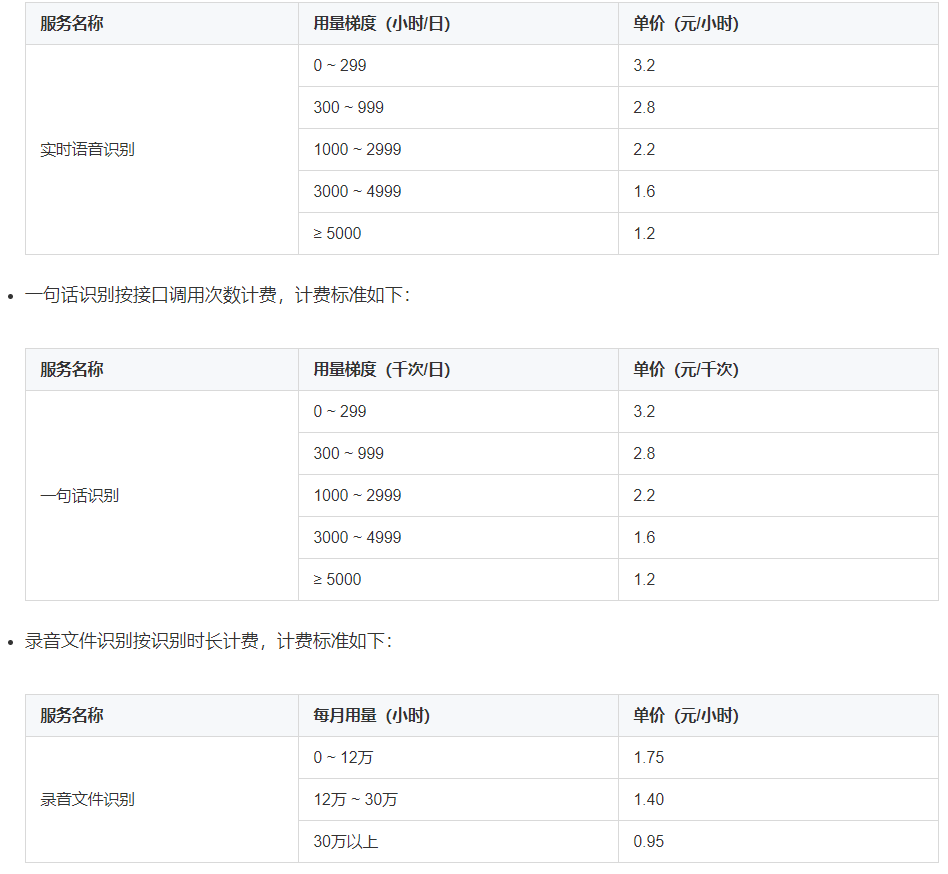 服务名称 用量梯度（小时/日） 单价（元/小时）
0 ~ 299 3.2
300 ~ 999 2.8
实时语音识别 1000 ~ 2999 2.2
3000 ~ 4999 1.6
≥ 5000 1.2
• 一句话识别按接口调用次数计费，计费标准如下：
服务名称 用量梯度（千次/日） 单价（元/千次）
0 ~ 299 3.2
300 ~ 999 2.8
一句话识别 1000 ~ 2999 2.2
3000 ~ 4999 1.6
≥ 5000 1.2
• 录音文件识别按识别时长计费，计费标准如下：
服务名称 每月用量（小时） 单价（元/小时）
0 ~ 12万 1.75
录音文件识别 12万 ~ 30万 1.40
30万以上 0.95